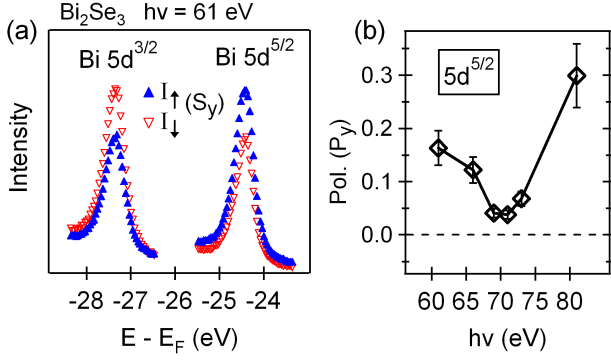 Bi₂Se₃ hν = 61 eV
(a)
Bi 5d³/² Bi 5d⁵/²
▲ I↑ (Sy)
▽ I↓
Intensity
-28 -27 -26 -25 -24
E - EF (eV)
(b)
5d⁵/²
Pol. (Py)
0.3
0.2
0.1
0.0
60 65 70 75 80
hν (eV)